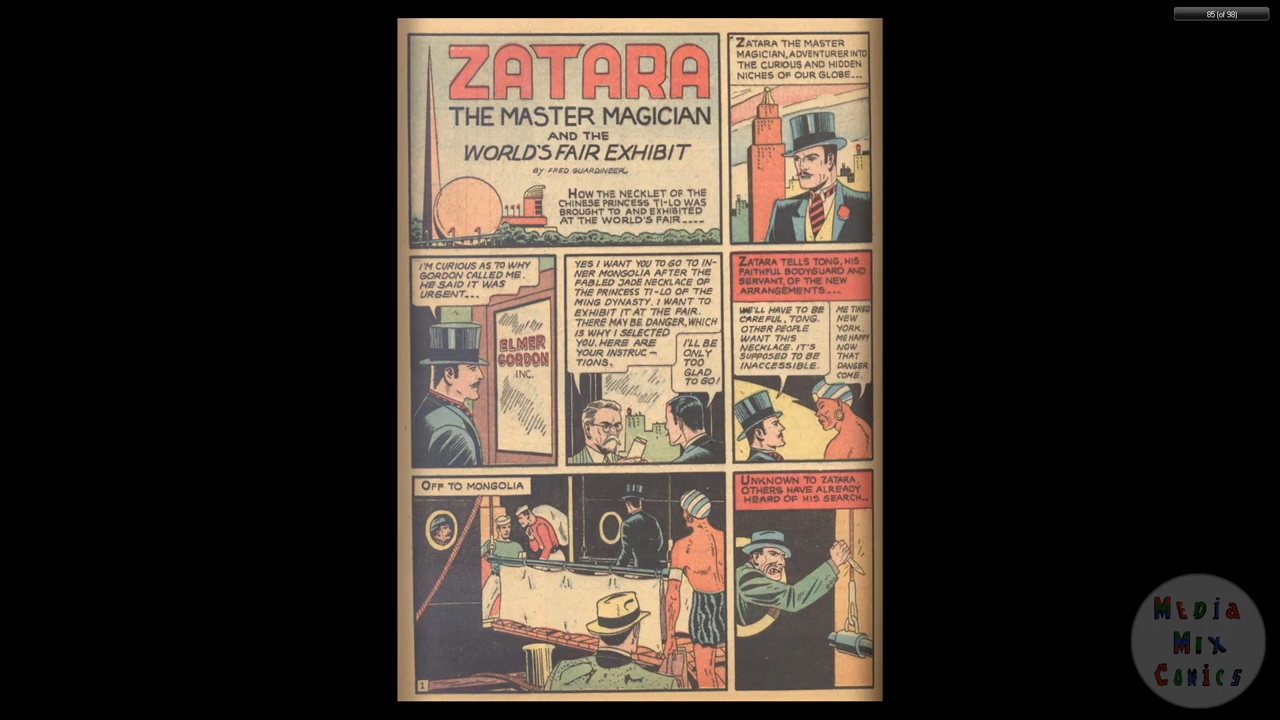 85 (of 98)
ZATARA
THE MASTER MAGICIAN
AND THE
WORLD'S FAIR EXHIBIT
BY FRED. GUARDINEER
HOW THE NECKLET OF THE
CHINESE PRINCESS TI-LO WAS
BROUGHT TO AND EXHIBITED
AT THE WORLD'S FAIR----
ZATARA THE MASTER
MAGICIAN, ADVENTURER INTO
THE CURIOUS AND HIDDEN
NICHES OF OUR GLOBE...
I'M CURIOUS AS TO WHY
GORDON CALLED ME.
HE SAID IT WAS
URGENT...
ELMER
GORDON
INC.
YES I WANT YOU TO GO TO IN-
NER MONGOLIA AFTER THE
FABLED JADE NECKLACE OF
THE PRINCESS TI-LO OF THE
MING DYNASTY. I WANT TO
EXHIBIT IT AT THE FAIR.
THERE MAY BE DANGER, WHICH
IS WHY I SELECTED
YOU. HERE ARE
YOUR INSTRUC-
TIONS.
I'LL BE
ONLY
TOO
GLAD
TO GO!
ZATARA TELLS TONG, HIS
FAITHFUL BODYGUARD AND
SERVANT, OF THE NEW
ARRANGEMENTS...
WE'LL HAVE TO BE
CAREFUL, TONG.
OTHER PEOPLE
WANT THIS
NECKLACE. IT'S
SUPPOSED TO BE
INACCESSIBLE.
ME TIRED
NEW
YORK.
ME HAPPY
NOW
THAT
DANGER
COME.
OFF TO MONGOLIA
1
UNKNOWN TO ZATARA,
OTHERS HAVE ALREADY
HEARD OF HIS SEARCH..
MEDiA
Mix
COMiCS